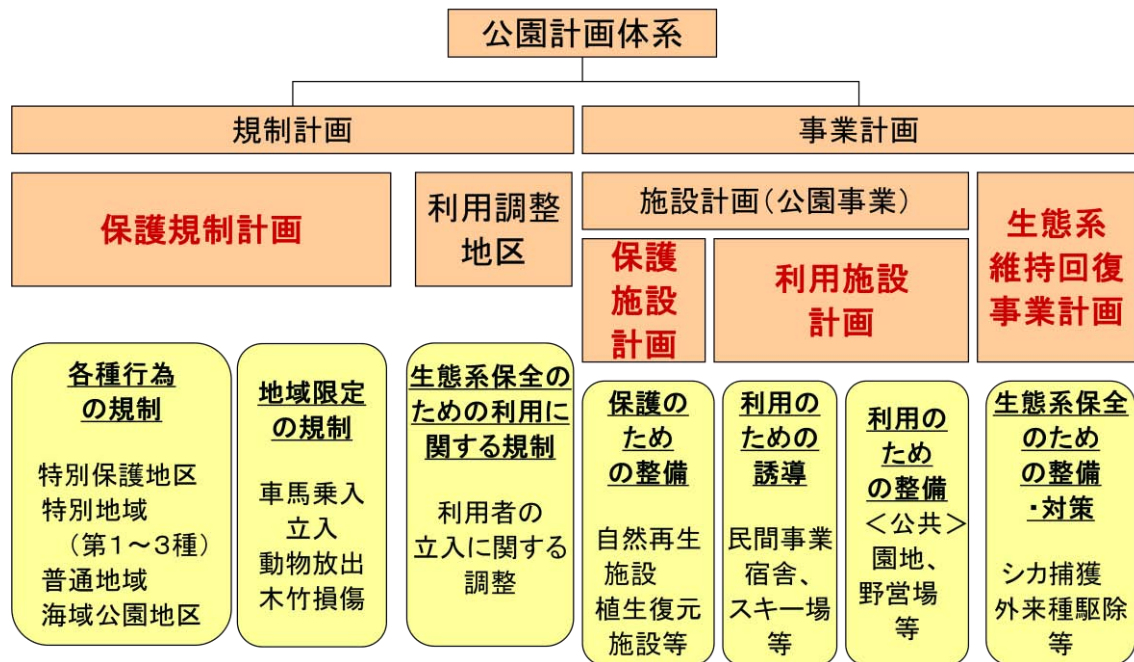 公園計画体系
規制計画
事業計画
保護規制計画
利用調整
地区
施設計画(公園事業)
保護
施設
計画
利用施設
計画
生態系
維持回復
事業計画
各種行為
の規制
特別保護地区
特別地域
(第1~3種)
普通地域
海域公園地区
地域限定
の規制
車馬乗入
立入
動物放出
木竹損傷
生態系保全の
ための利用に
関する規制
利用者の
立入に関する
調整
保護の
ため
の整備
自然再生
施設
植生復元
施設等
利用の
ための
誘導
民間事業
宿舎、
スキー場
等
利用の
ため
の整備
<公共>
園地、
野営場
等
生態系保全
のため
の整備
・対策
シカ捕獲
外来種駆除
等